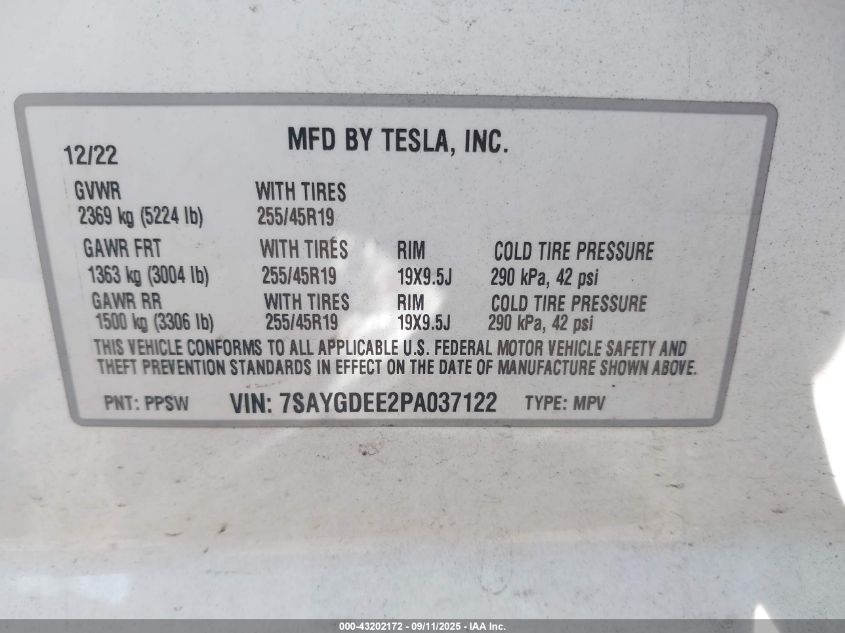 MFD BY TESLA, INC.
12/22
GVWR WITH TIRES
2369 kg (5224 lb) 255/45R19
GAWR FRT WITH TIRES RIM COLD TIRE PRESSURE
1363 kg (3004 lb) 255/45R19 19X9.5J 290 kPa, 42 psi
GAWR RR WITH TIRES RIM COLD TIRE PRESSURE
1500 kg (3306 lb) 255/45R19 19X9.5J 290 kPa, 42 psi
THIS VEHICLE CONFORMS TO ALL APPLICABLE U.S. FEDERAL MOTOR VEHICLE SAFETY AND
THEFT PREVENTION STANDARDS IN EFFECT ON THE DATE OF MANUFACTURE SHOWN ABOVE.
PNT: PPSW VIN: 7SAYGDEE2PA037122 TYPE: MPV
000-43202172 - 09/11/2025 - IAA Inc.